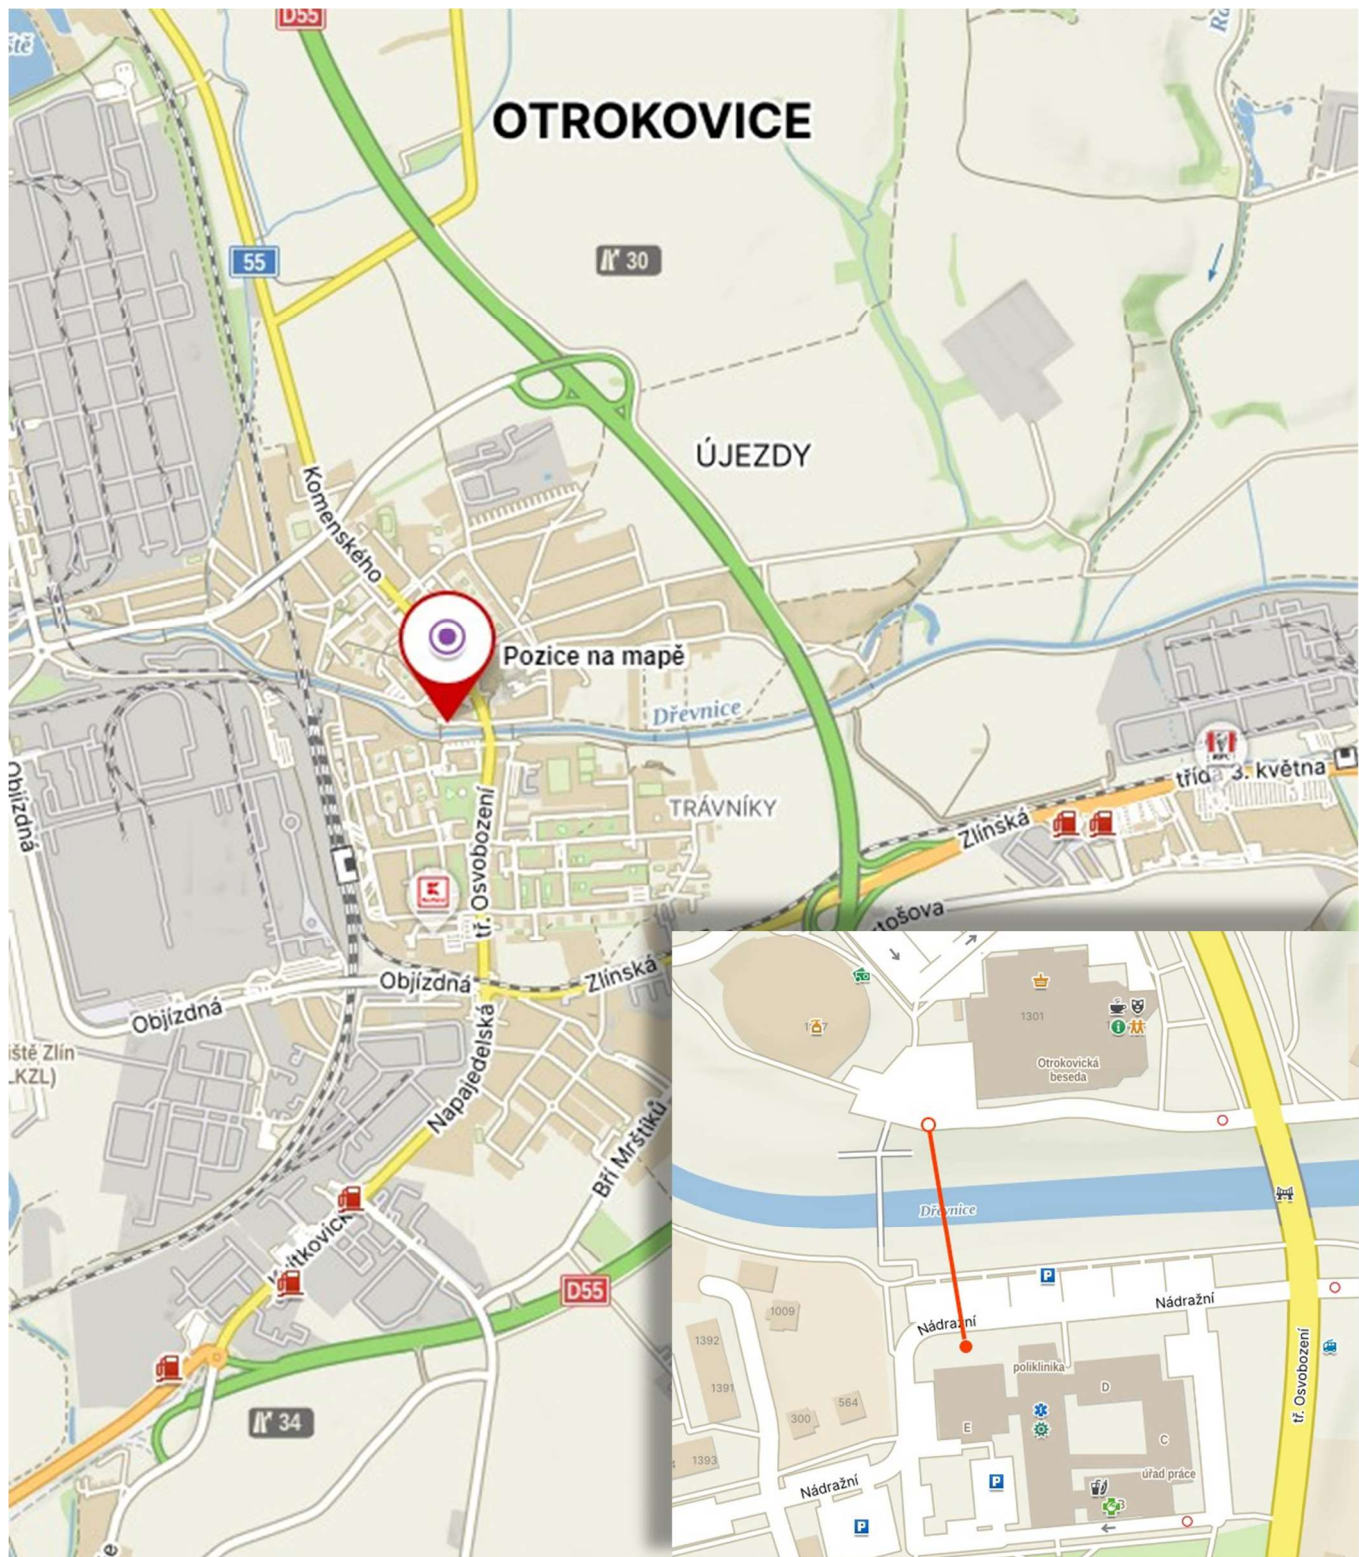 D55
OTROKOVICE
55
30
ÚJEZDY
Komenského
Pozice na mapě
Dřevnice
třída 3. května
Objízdná
TRÁVNÍKY
Zlínská
tř. Osvobození
Zlínská
Objízdná
Objízdná
Napajedelská
Bří Mrštíků
D55
34
1301
Otrokovická
beseda
Dřevnice
P
1009
Nádražní
Nádražní
1392
poliklinika
1391
D
564
300
E
C
tř. Osvobození
1393
úřad práce
Nádražní
P
P